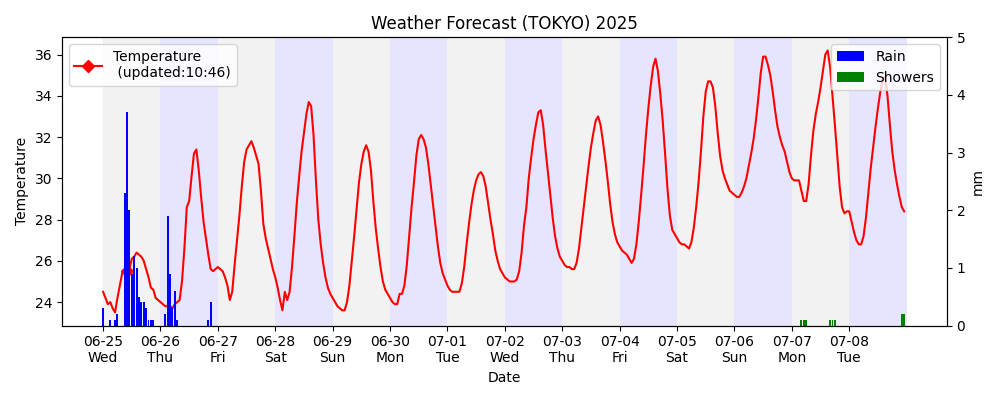 Weather Forecast (TOKYO) 2025
Temperature
(updated:10:46)
Rain
Showers
Temperature
36
34
32
30
28
26
24
5
4
3
2
1
0
mm
06-25 06-26 06-27 06-28 06-29 06-30 07-01 07-02 07-03 07-04 07-05 07-06 07-07 07-08
Wed Thu Fri Sat Sun Mon Tue Wed Thu Fri Sat Sun Mon Tue
Date